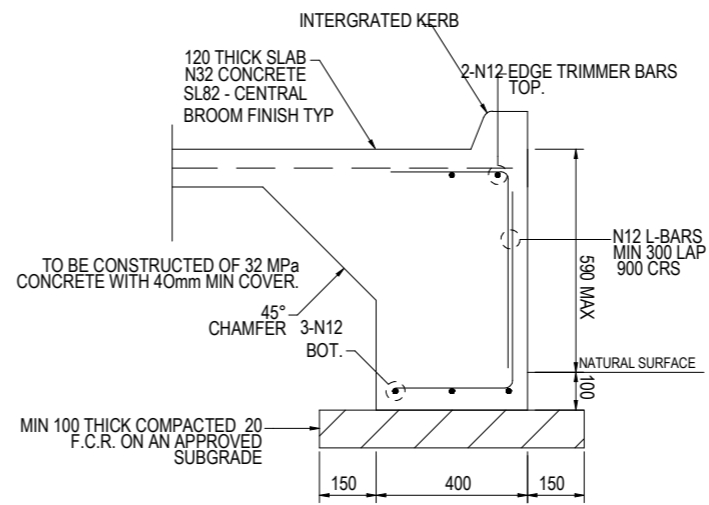 INTERGRATED KERB
120 THICK SLAB
N32 CONCRETE
SL82 - CENTRAL
BROOM FINISH TYP
2-N12 EDGE TRIMMER BARS
TOP.
N12 L-BARS
MIN 300 LAP
900 CRS
590 MAX
TO BE CONSTRUCTED OF 32 MPa
CONCRETE WITH 40mm MIN COVER.
45°
CHAMFER
3-N12
BOT.
NATURAL SURFACE
100
MIN 100 THICK COMPACTED 20
F.C.R. ON AN APPROVED
SUBGRADE
150
400
150